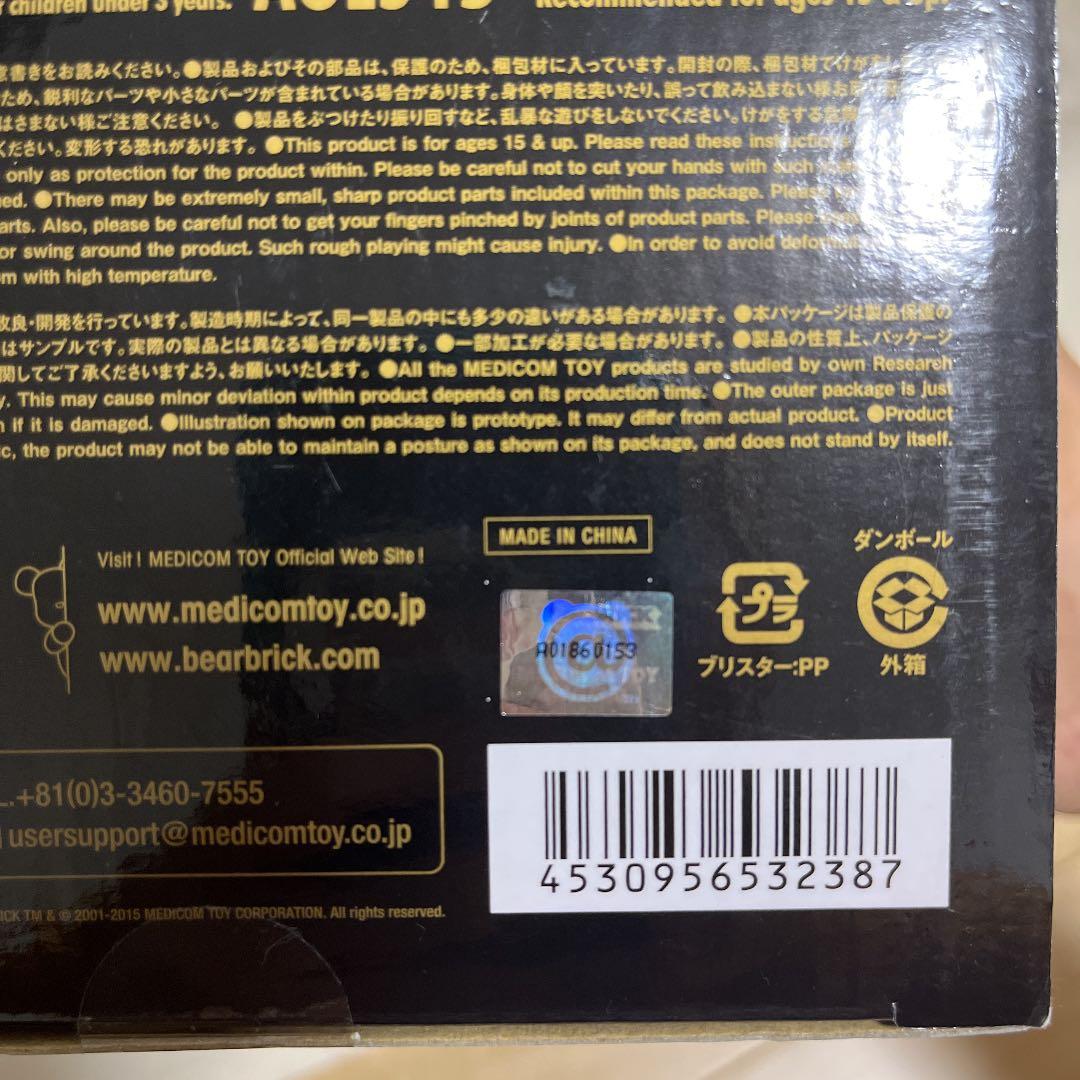 r children under 3 years. AGES 15 Recommended for ages 15 & up.
意書きをお読みください。●製品およびその部品は、保護のため、梱包材に入っています。開封の際、梱包材でけがを
ため、鋭利なパーツや小さなパーツが含まれている場合があります。身体や顔を突いたり、誤って飲み込まない様お
はさまない様ご注意ください。 ●製品をぶつけたり振り回すなど、乱暴な遊びをしないでください。けがをする危険
ください。変形する恐れがあります。 ●This product is for ages 15 & up. Please read these instructions
only as protection for the product within. Please be careful not to cut your hands with such
ned. ●There may be extremely small, sharp product parts included within this package. Please
arts. Also, please be careful not to get your fingers pinched by joints of product parts. Please
or swing around the product. Such rough playing might cause injury. ●In order to avoid
m with high temperature.
改良・開発を行っています。製造時期によって、同一製品の中にも多少の違いがある場合があります。 ●本パッケージは製品保護の
はサンプルです。実際の製品とは異なる場合があります。 ●一部加工が必要な場合があります。 ●製品の性質上、パッケージ
関してご了承くださいますよう、お願いいたします。 ●All the MEDICOM TOY products are studied by own Research
y. This may cause minor deviation within product depends on its production time. ●The outer package is just
n if it is damaged. ●Illustration shown on package is prototype. It may differ from actual product. ●Product
ic, the product may not be able to maintain a posture as shown on its package, and does not stand by itself.
MADE IN CHINA
ダンボール
Visit! MEDICOM TOY Official Web Site!
www.medicomtoy.co.jp
www.bearbrick.com
@
A01860153
TOY
プラ
ブリスター:PP
外箱
L.+81(0)3-3460-7555
usersupport@medicomtoy.co.jp
4530956532387
RICK TM & © 2001-2015 MEDICOM TOY CORPORATION. All rights reserved.